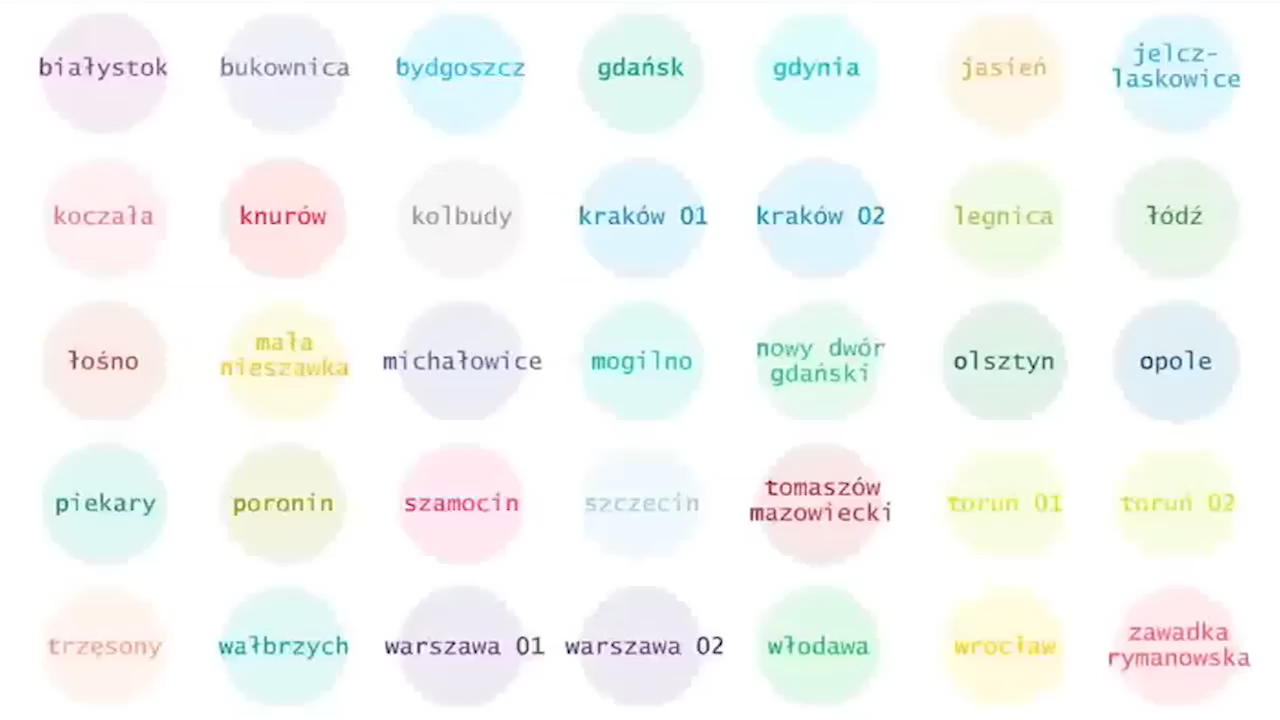 białystok
bukownica
bydgoszcz
gdańsk
gdynia
jasień
jelcz-
laskowice
koczała
knurów
kolbudy
kraków 01
kraków 02
legnica
łódź
łośno
mała
nieszawka
michałowice
mogilno
nowy dwór
gdański
olsztyn
opole
piekary
poronin
szamocin
szczecin
tomaszów
mazowiecki
toruń 01
toruń 02
trzęsony
wałbrzych
warszawa 01
warszawa 02
włodawa
wrocław
zawadka
rymanowska